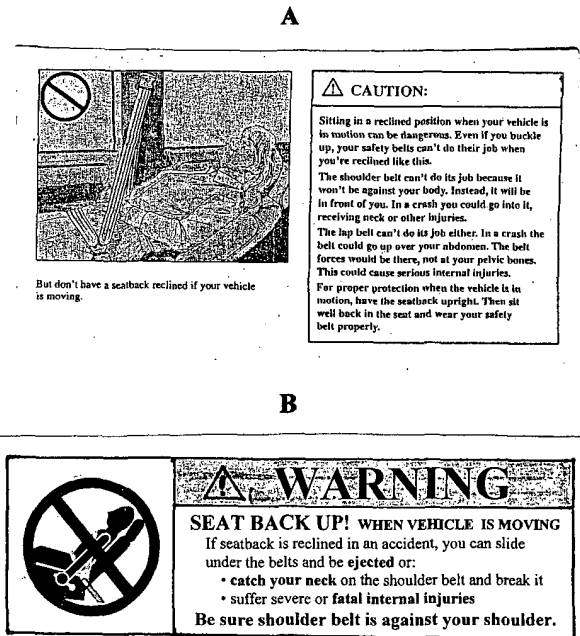 A
But don't have a seatback reclined if your vehicle
is moving.
⚠ CAUTION:
Sitting in a reclined position when your vehicle is
in motion can be dangerous. Even if you buckle
up, your safety belts can't do their job when
you're reclined like this.
The shoulder belt can't do its job because it
won't be against your body. Instead, it will be
in front of you. In a crash you could go into it,
receiving neck or other injuries.
The lap belt can't do its job either. In a crash the
belt could go up over your abdomen. The belt
forces would be there, not at your pelvic bones.
This could cause serious internal injuries.
For proper protection when the vehicle is in
motion, have the seatback upright. Then sit
well back in the seat and wear your safety
belt properly.
B
⚠ WARNING
SEAT BACK UP! WHEN VEHICLE IS MOVING
If seatback is reclined in an accident, you can slide
under the belts and be ejected or:
• catch your neck on the shoulder belt and break it
• suffer severe or fatal internal injuries
Be sure shoulder belt is against your shoulder.